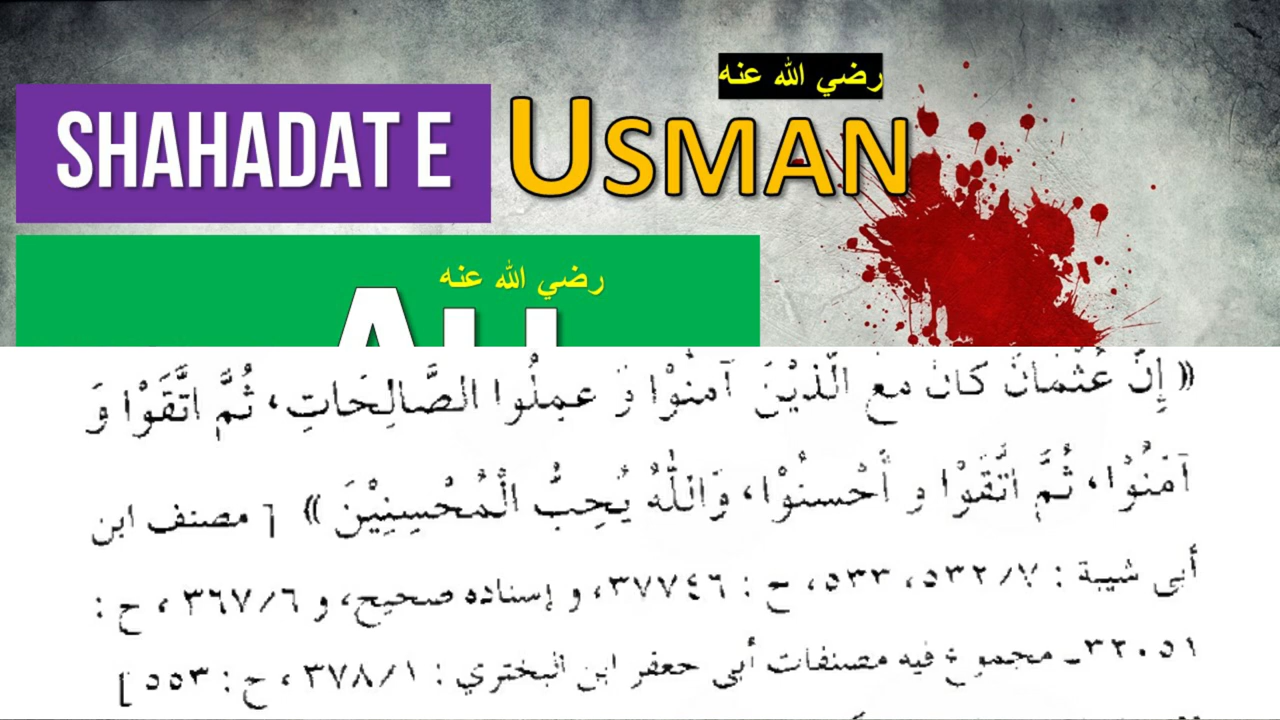 رضي الله عنه
SHAHADAT E USMAN
رضي الله عنه
ALI
« إِنَّ عُثْمَانَ كَانَ مَعَ الَّذِيْنَ آمَنُوْا وَ عَمِلُوا الصَّالِحَاتِ، ثُمَّ اتَّقَوْا وَ
آمَنُوْا، ثُمَّ اتَّقَوْا وَ أَحْسَنُوْا، وَاللّٰهُ يُحِبُّ الْمُحْسِنِيْنَ » [ مصنف ابن
أبي شيبة : ٥٣٢/٧، ٥٣٣، ح : ٣٧٧٤٦، و إسناده صحيح، و ٣٦٧/٦ ، ح :
٣٢٠٥١ـ مجموع فيه مصنفات أبي جعفر ابن البختري : ٣٧٨/١ ، ح : ٥٥٣ ]